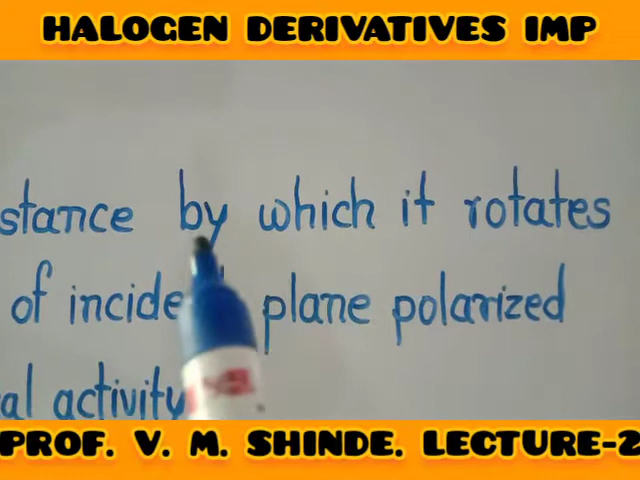 HALOGEN DERIVATIVES IMP
stance by which it rotates
of incide plane polarized
al activity
PROF. V. M. SHINDE. LECTURE-2